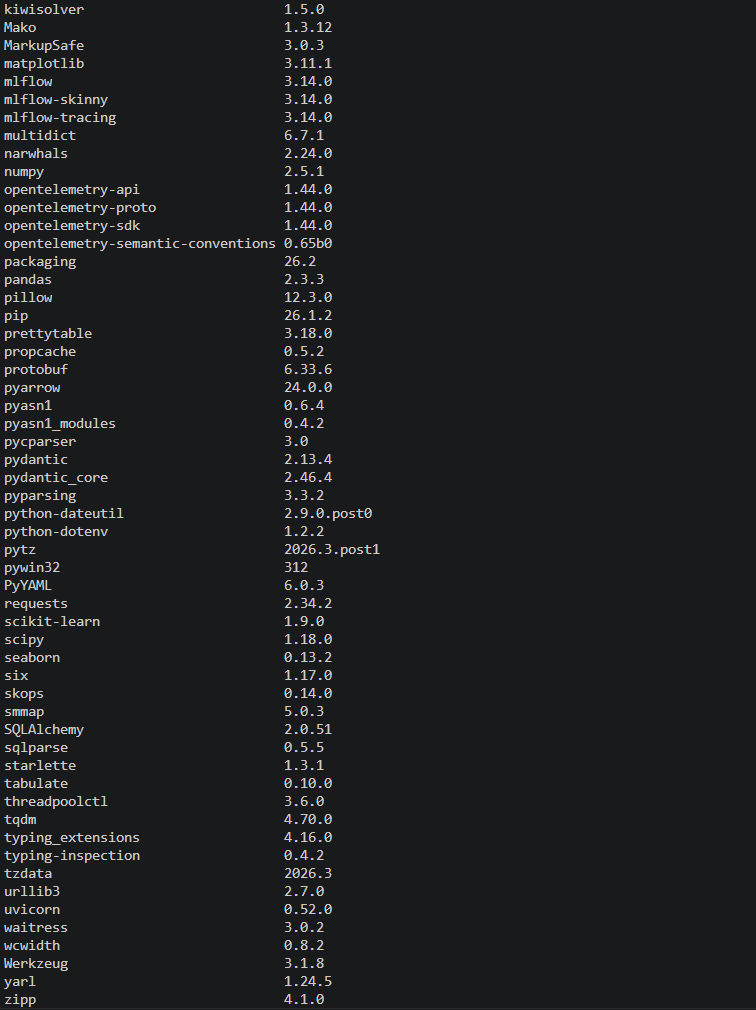 kiwisolver 1.5.0
Mako 1.3.12
MarkupSafe 3.0.3
matplotlib 3.11.1
mlflow 3.14.0
mlflow-skinny 3.14.0
mlflow-tracing 3.14.0
multidict 6.7.1
narwhals 2.24.0
numpy 2.5.1
opentelemetry-api 1.44.0
opentelemetry-proto 1.44.0
opentelemetry-sdk 1.44.0
opentelemetry-semantic-conventions 0.65b0
packaging 26.2
pandas 2.3.3
pillow 12.3.0
pip 26.1.2
prettytable 3.18.0
propcache 0.5.2
protobuf 6.33.6
pyarrow 24.0.0
pyasn1 0.6.4
pyasn1_modules 0.4.2
pycparser 3.0
pydantic 2.13.4
pydantic_core 2.46.4
pyparsing 3.3.2
python-dateutil 2.9.0.post0
python-dotenv 1.2.2
pytz 2026.3.post1
pywin32 312
PyYAML 6.0.3
requests 2.34.2
scikit-learn 1.9.0
scipy 1.18.0
seaborn 0.13.2
six 1.17.0
skops 0.14.0
smmap 5.0.3
SQLAlchemy 2.0.51
sqlparse 0.5.5
starlette 1.3.1
tabulate 0.10.0
threadpoolctl 3.6.0
tqdm 4.70.0
typing_extensions 4.16.0
typing-inspection 0.4.2
tzdata 2026.3
urllib3 2.7.0
uvicorn 0.52.0
waitress 3.0.2
wcwidth 0.8.2
Werkzeug 3.1.8
yarl 1.24.5
zipp 4.1.0